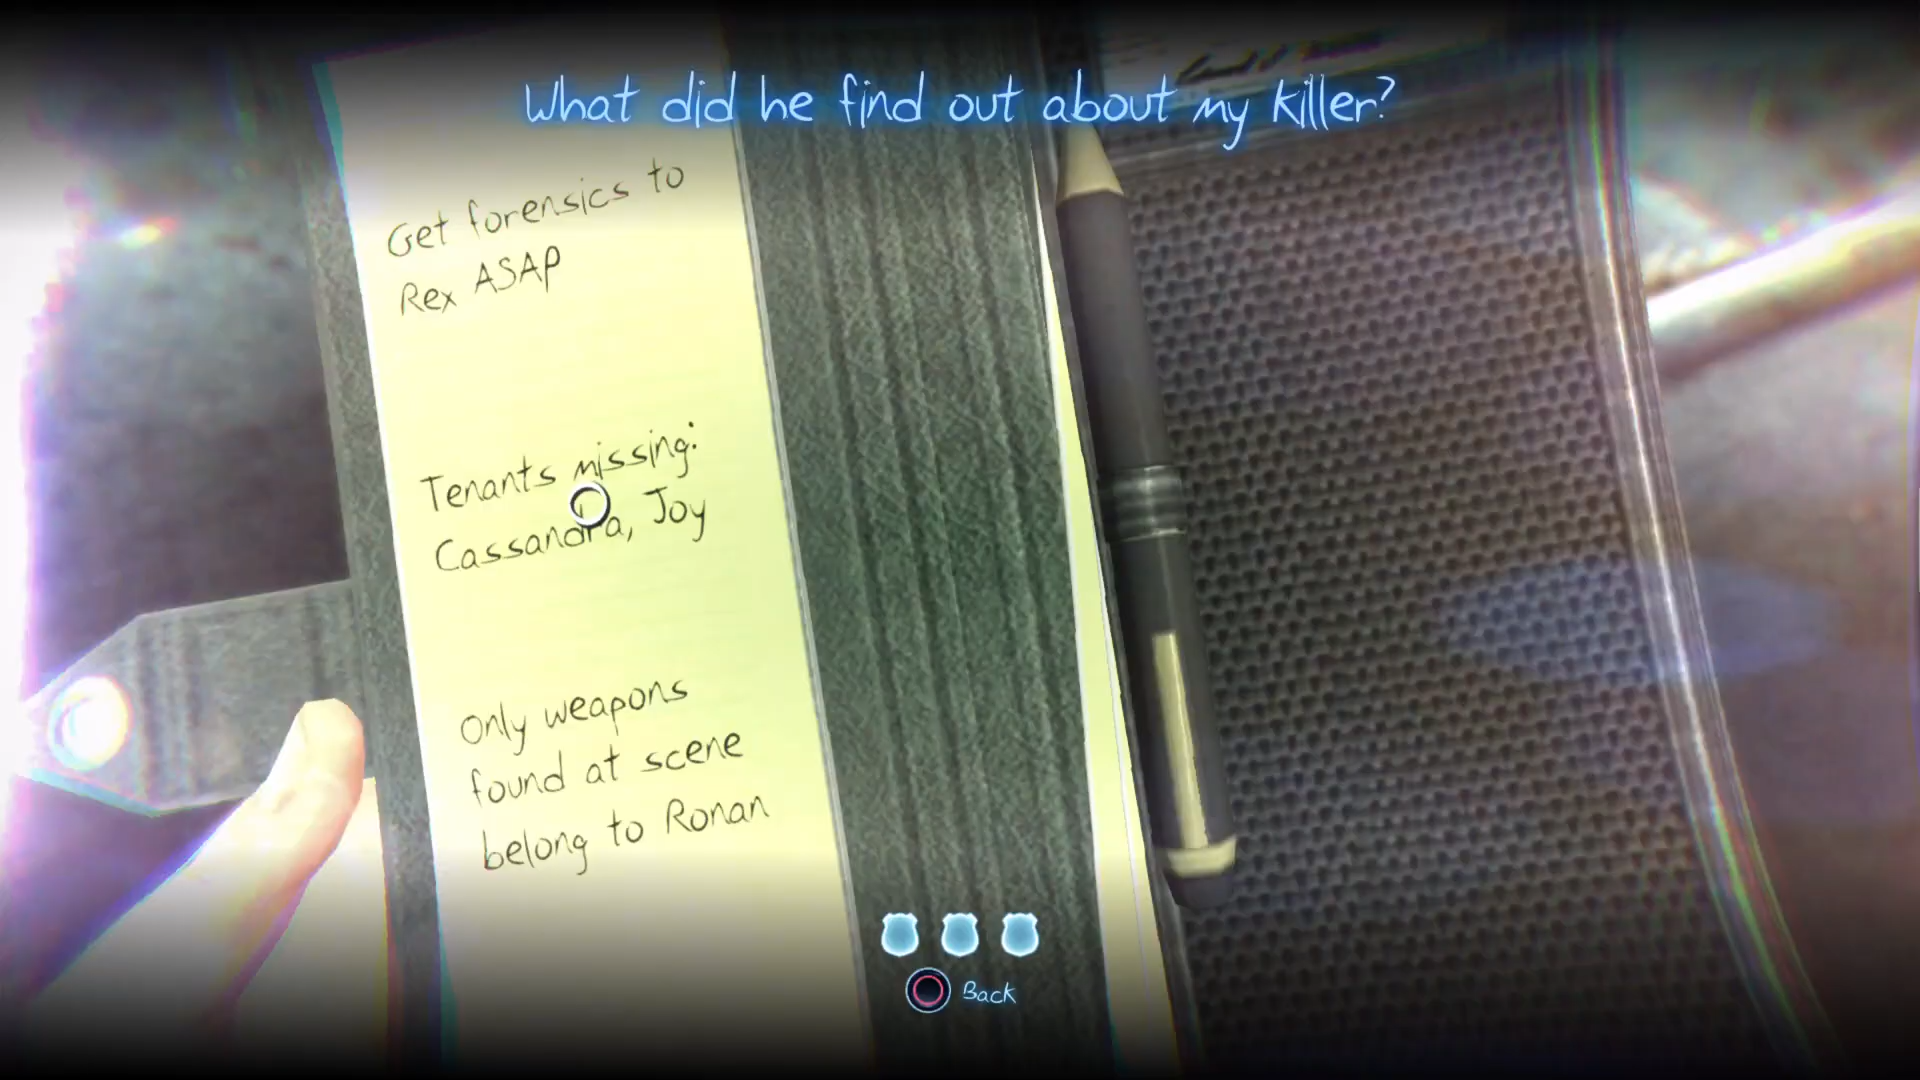 What did he find out about my killer?
Get forensics to
Rex ASAP
Tenants missing:
Cassandra, Joy
Only weapons
found at scene
belong to Ronan
Back